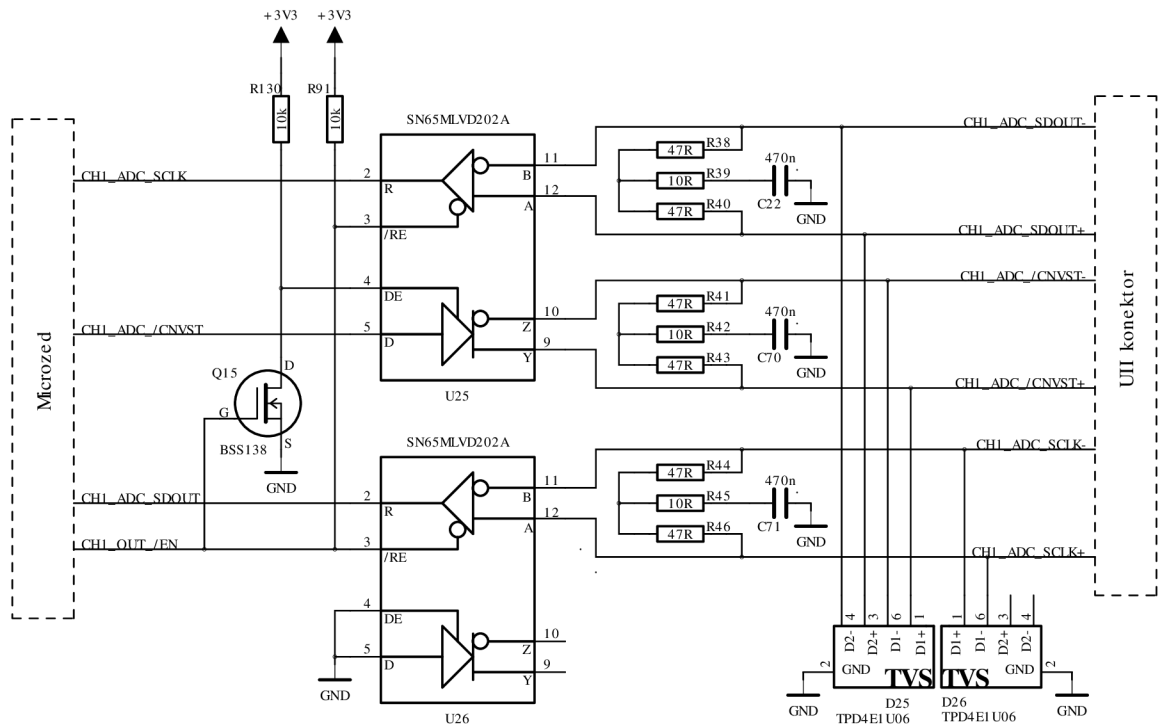 +3V3
+3V3
R130
10k
R91
10k
SN65MLVD202A
CH1_ADC_SDOUT-
R38
47R
470n
R39
10R
C22
GND
R40
47R
CH1_ADC_SCLK
2
R
11
B
12
A
3
/RE
CH1_ADC_SDOUT+
CH1_ADC_/CNVST-
4
DE
R41
47R
470n
R42
10R
C70
GND
R43
47R
CH1_ADC_/CNVST
5
D
10
Z
9
Y
U25
CH1_ADC_/CNVST+
Microzed
UII konektor
Q15
D
G
S
BSS138
GND
SN65MLVD202A
CH1_ADC_SCLK-
R44
47R
470n
R45
10R
C71
GND
R46
47R
CH1_ADC_SDOUT
2
R
11
B
12
A
CH1_OUT_/EN
3
/RE
CH1_ADC_SCLK+
4
DE
5
D
10
Z
9
Y
GND
U26
4
3
6
1
D2-
D2+
D1-
D1+
2
GND
TVS
GND
D25
TPD4E1U06
1
6
3
4
D1+
D1-
D2+
D2-
GND
2
TVS
GND
D26
TPD4E1U06